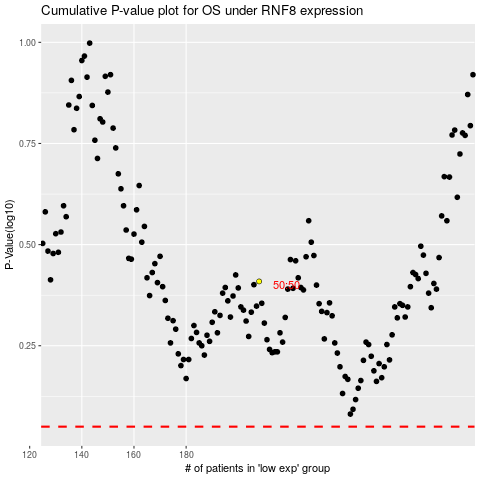 Cumulative P-value plot for OS under RNF8 expression
P-Value(log10)
1.00
0.75
0.50
0.25
50:50
120 140 160 180
# of patients in 'low exp' group